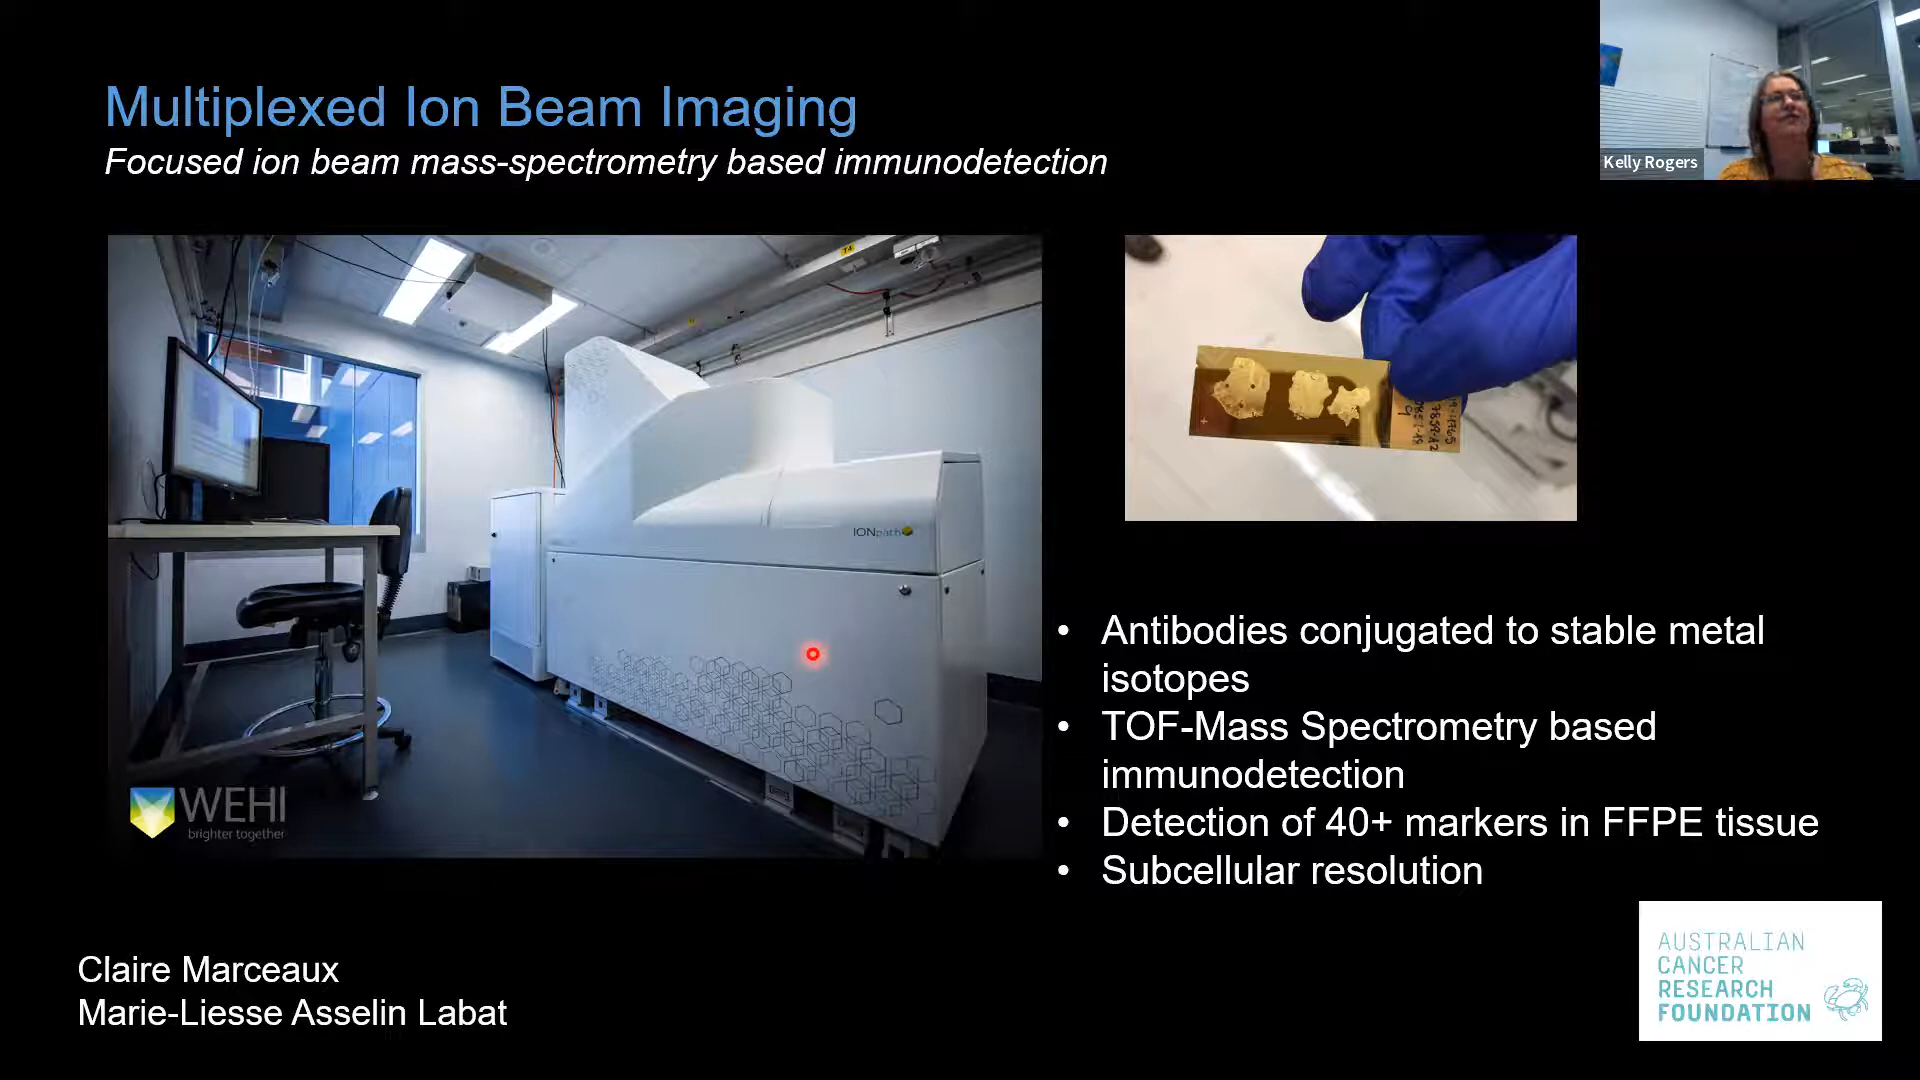 Multiplexed Ion Beam Imaging
Focused ion beam mass-spectrometry based immunodetection
Kelly Rogers
IONpath
WEHI
brighter together
• Antibodies conjugated to stable metal
isotopes
• TOF-Mass Spectrometry based
immunodetection
• Detection of 40+ markers in FFPE tissue
• Subcellular resolution
Claire Marceaux
Marie-Liesse Asselin Labat
AUSTRALIAN
CANCER
RESEARCH
FOUNDATION